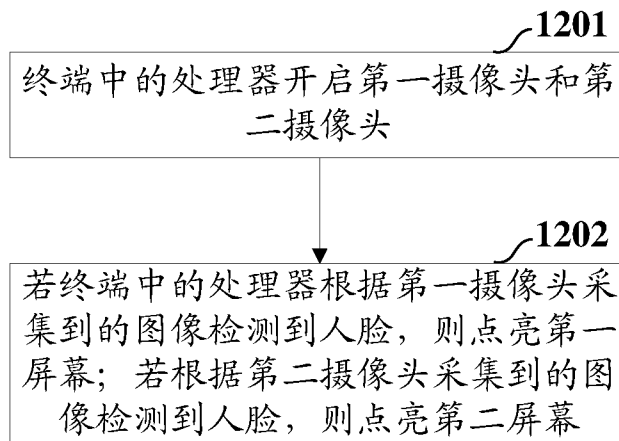 1201
终端中的处理器开启第一摄像头和第
二摄像头
1202
若终端中的处理器根据第一摄像头采
集到的图像检测到人脸，则点亮第一
屏幕；若根据第二摄像头采集到的图
像检测到人脸，则点亮第二屏幕